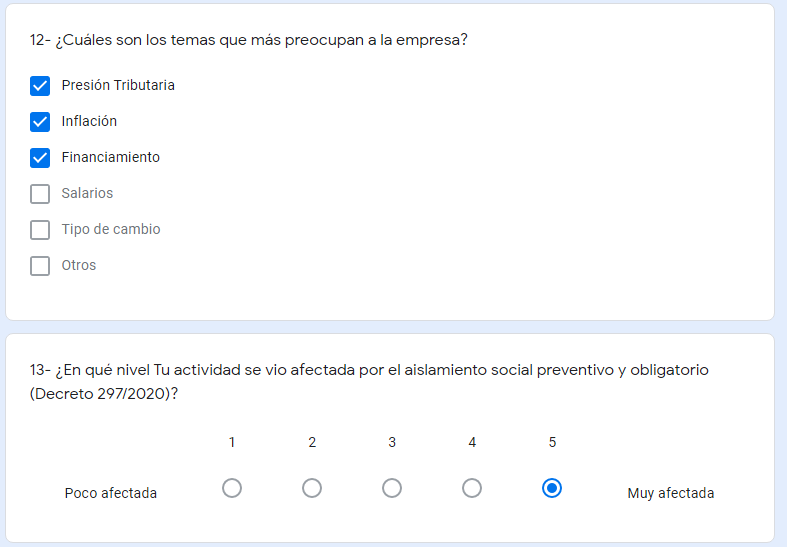 12- ¿Cuáles son los temas que más preocupan a la empresa?
Presión Tributaria
Inflación
Financiamiento
Salarios
Tipo de cambio
Otros
13- ¿En qué nivel Tu actividad se vio afectada por el aislamiento social preventivo y obligatorio
(Decreto 297/2020)?
1 2 3 4 5
Poco afectada Muy afectada